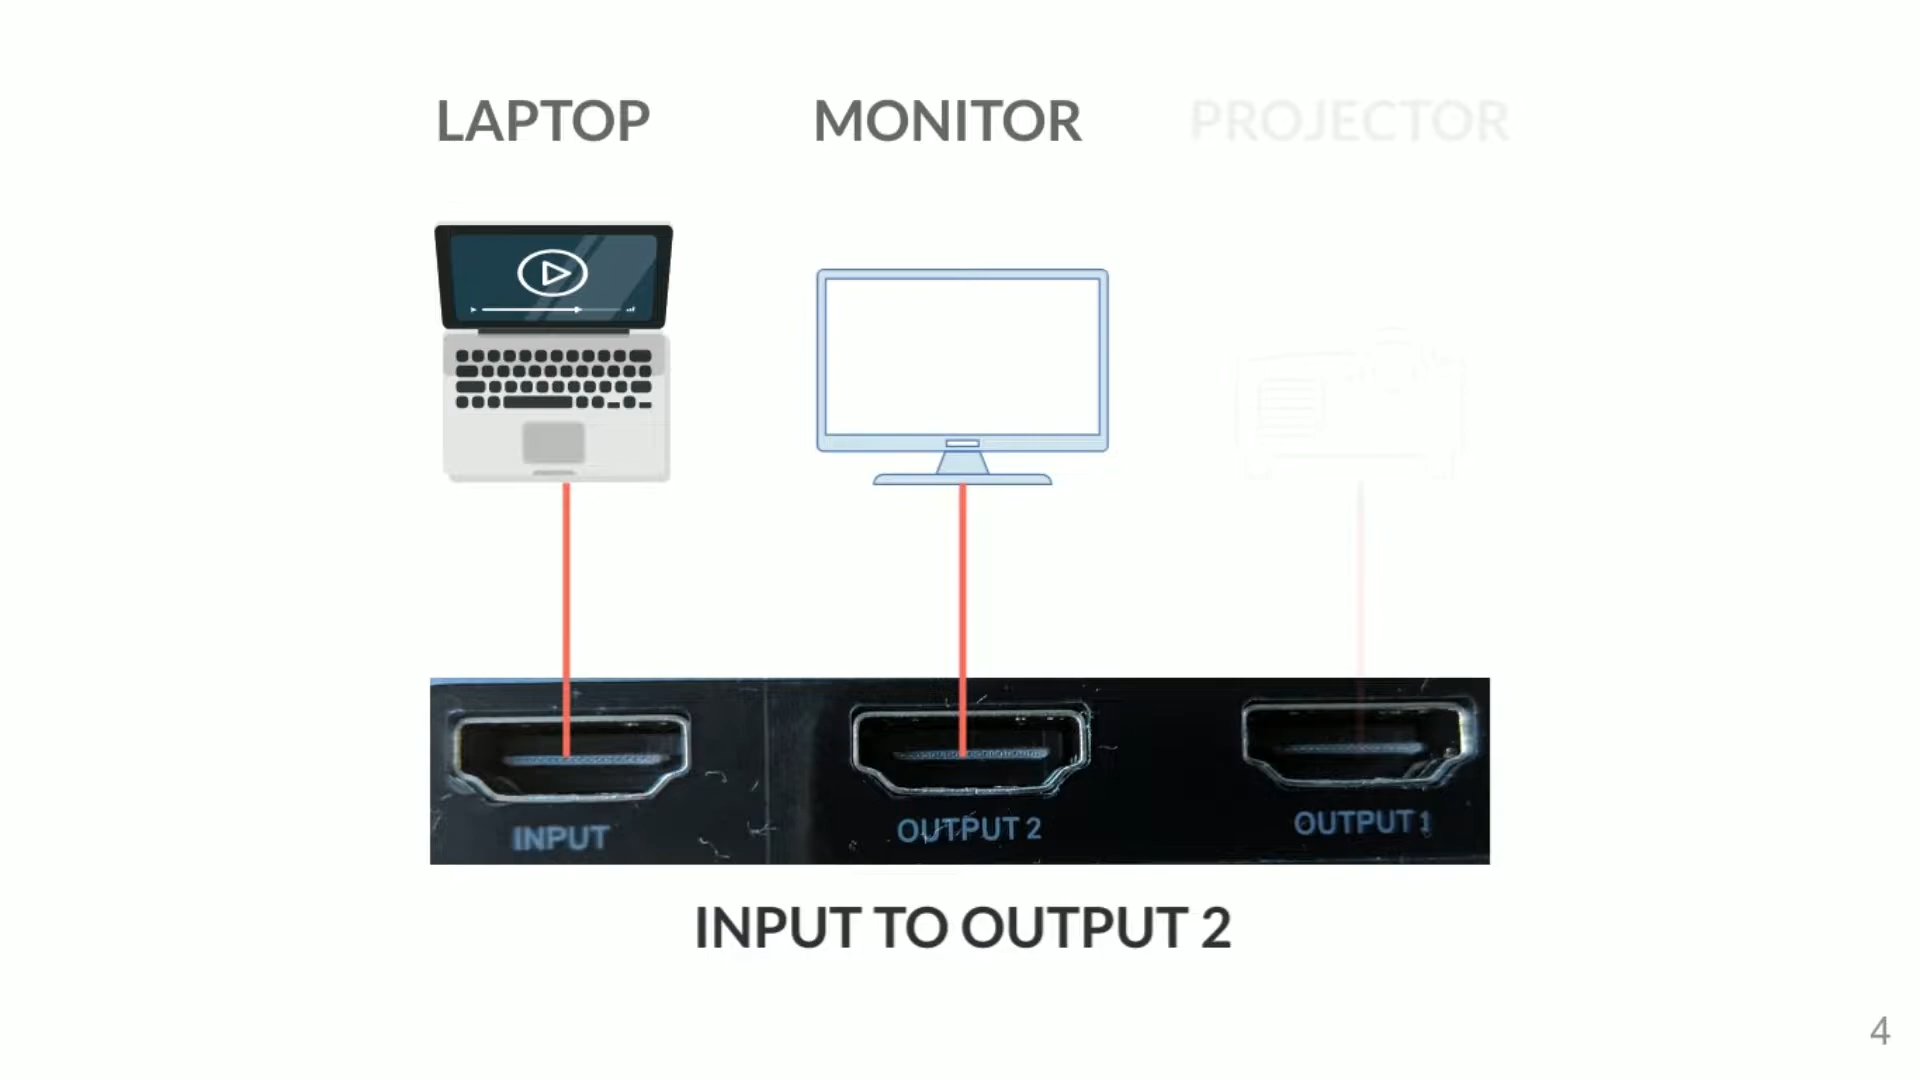 LAPTOP
MONITOR
PROJECTOR
INPUT
OUTPUT 2
OUTPUT 1
INPUT TO OUTPUT 2
4